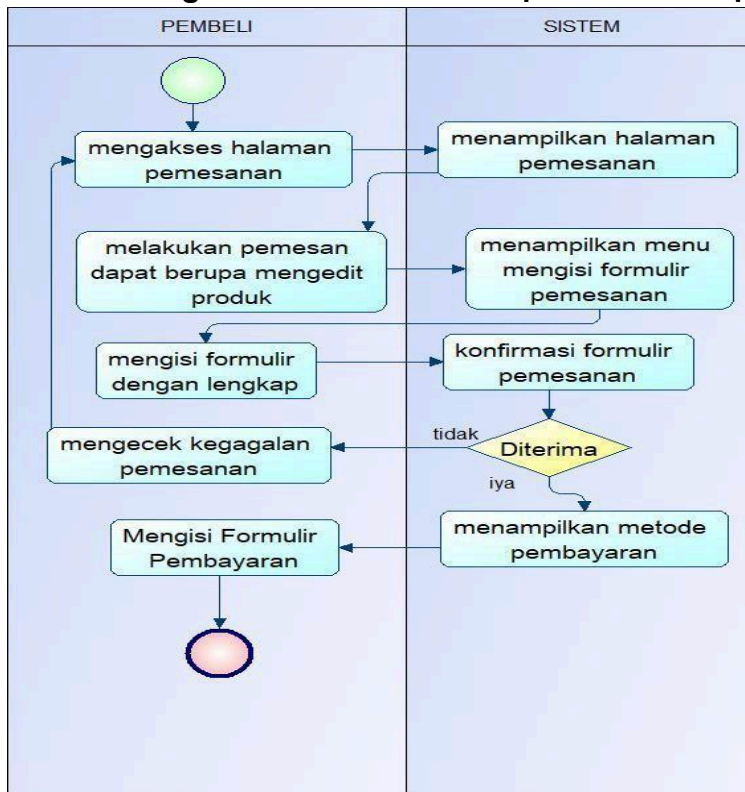 PEMBELI
SISTEM
mengakses halaman
pemesanan
menampilkan halaman
pemesanan
melakukan pemesan
dapat berupa mengedit
produk
menampilkan menu
mengisi formulir
pemesanan
mengisi formulir
dengan lengkap
konfirmasi formulir
pemesanan
Diterima
tidak
mengecek kegagalan
pemesanan
iya
menampilkan metode
pembayaran
Mengisi Formulir
Pembayaran